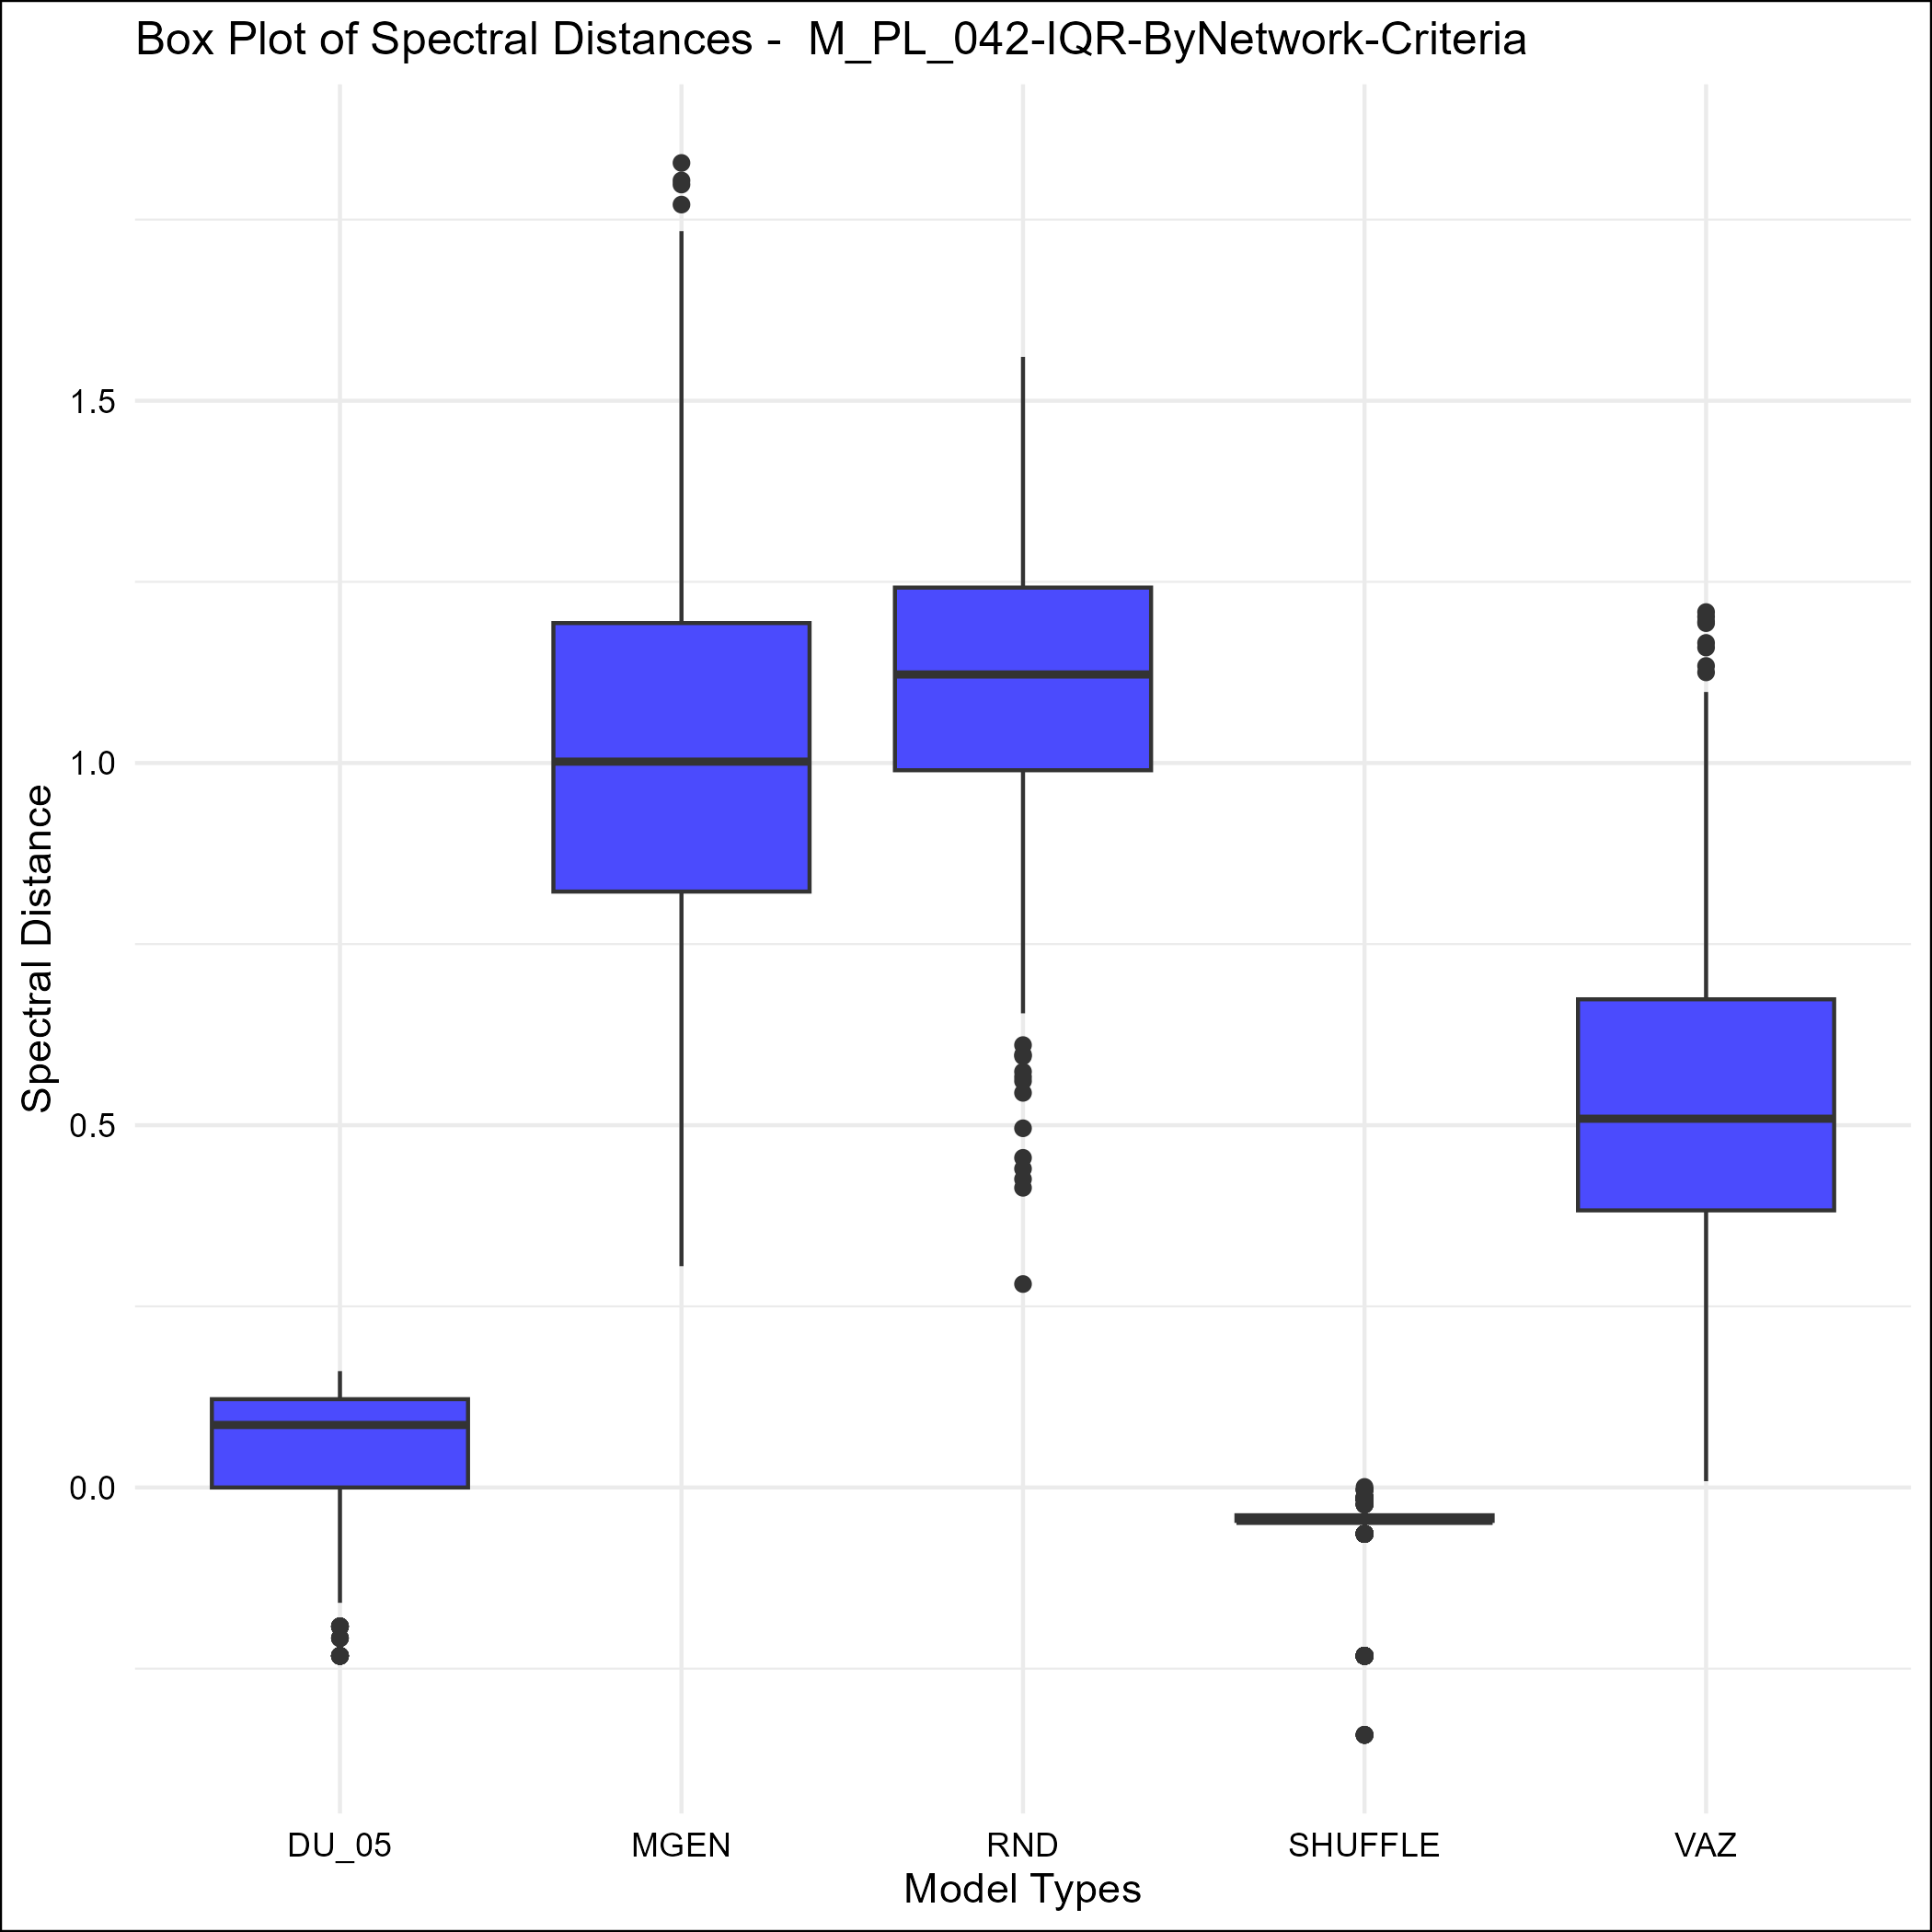 Box Plot of Spectral Distances -  M_PL_042-IQR-ByNetwork-Criteria
Spectral Distance
1.5
1.0
0.5
0.0
DU_05 MGEN RND SHUFFLE VAZ
Model Types